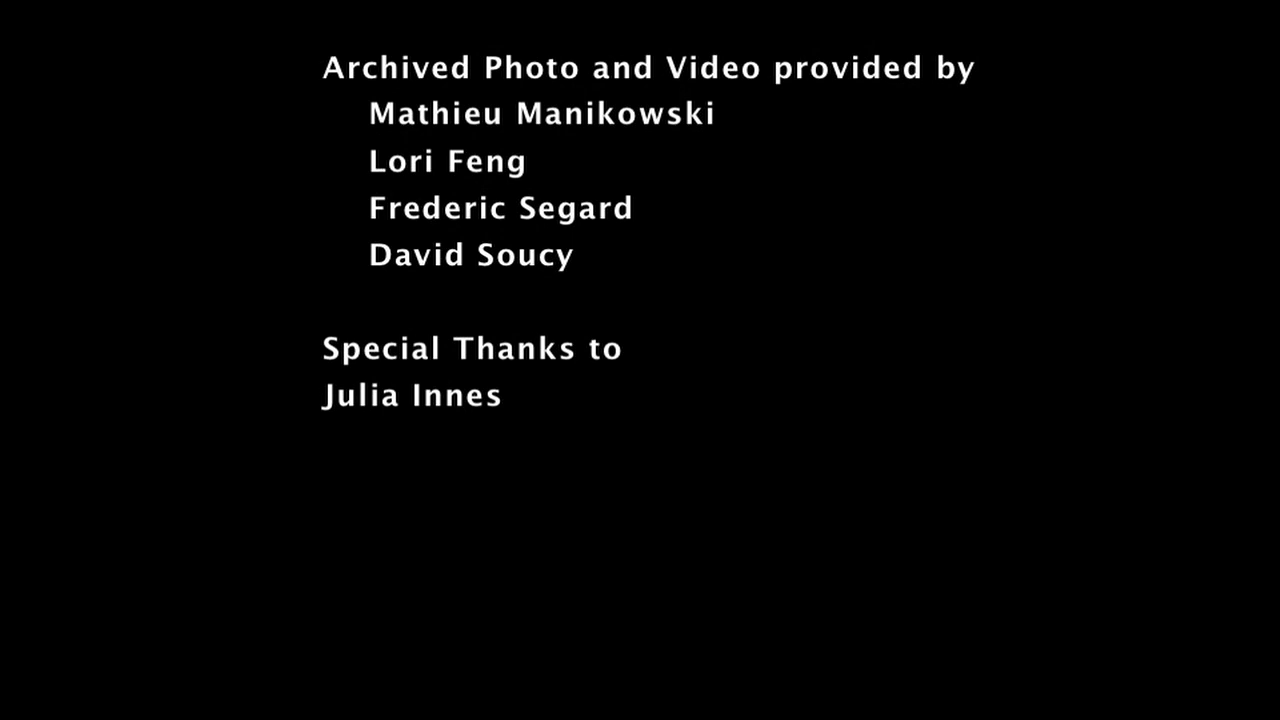 Archived Photo and Video provided by
Mathieu Manikowski
Lori Feng
Frederic Segard
David Soucy
Special Thanks to
Julia Innes